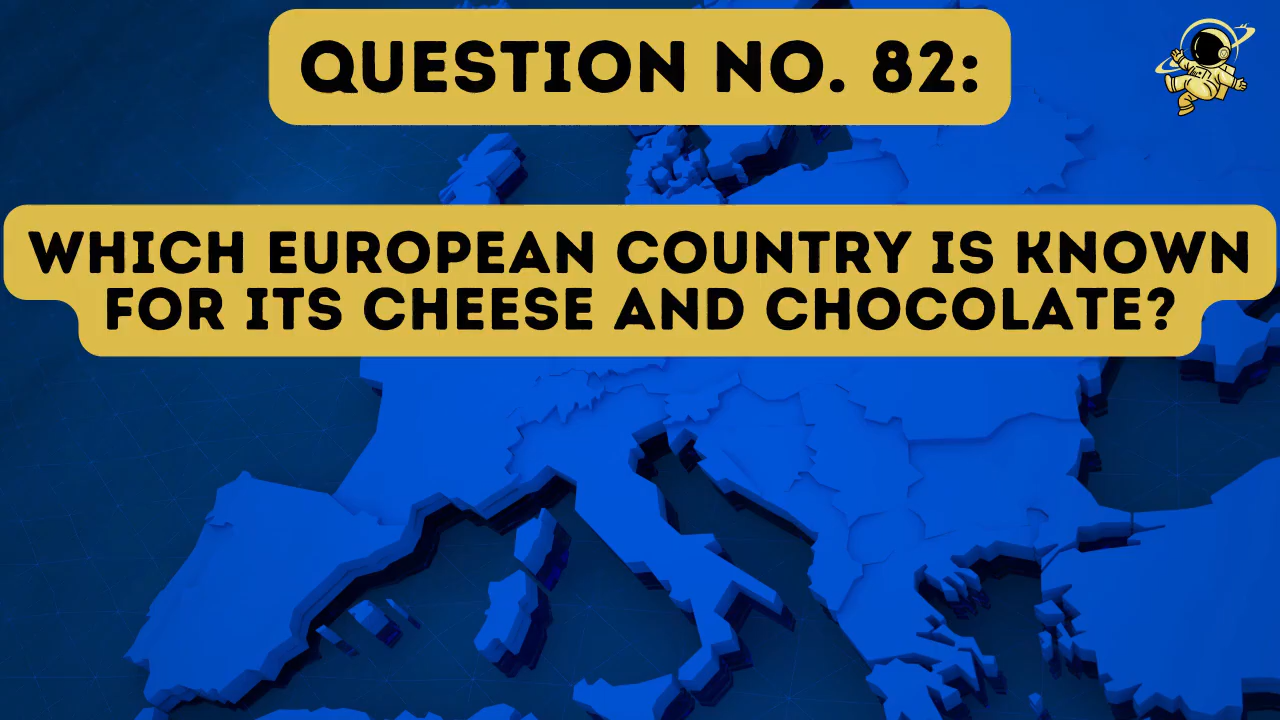 QUESTION NO. 82:
WHICH EUROPEAN COUNTRY IS KNOWN
FOR ITS CHEESE AND CHOCOLATE?